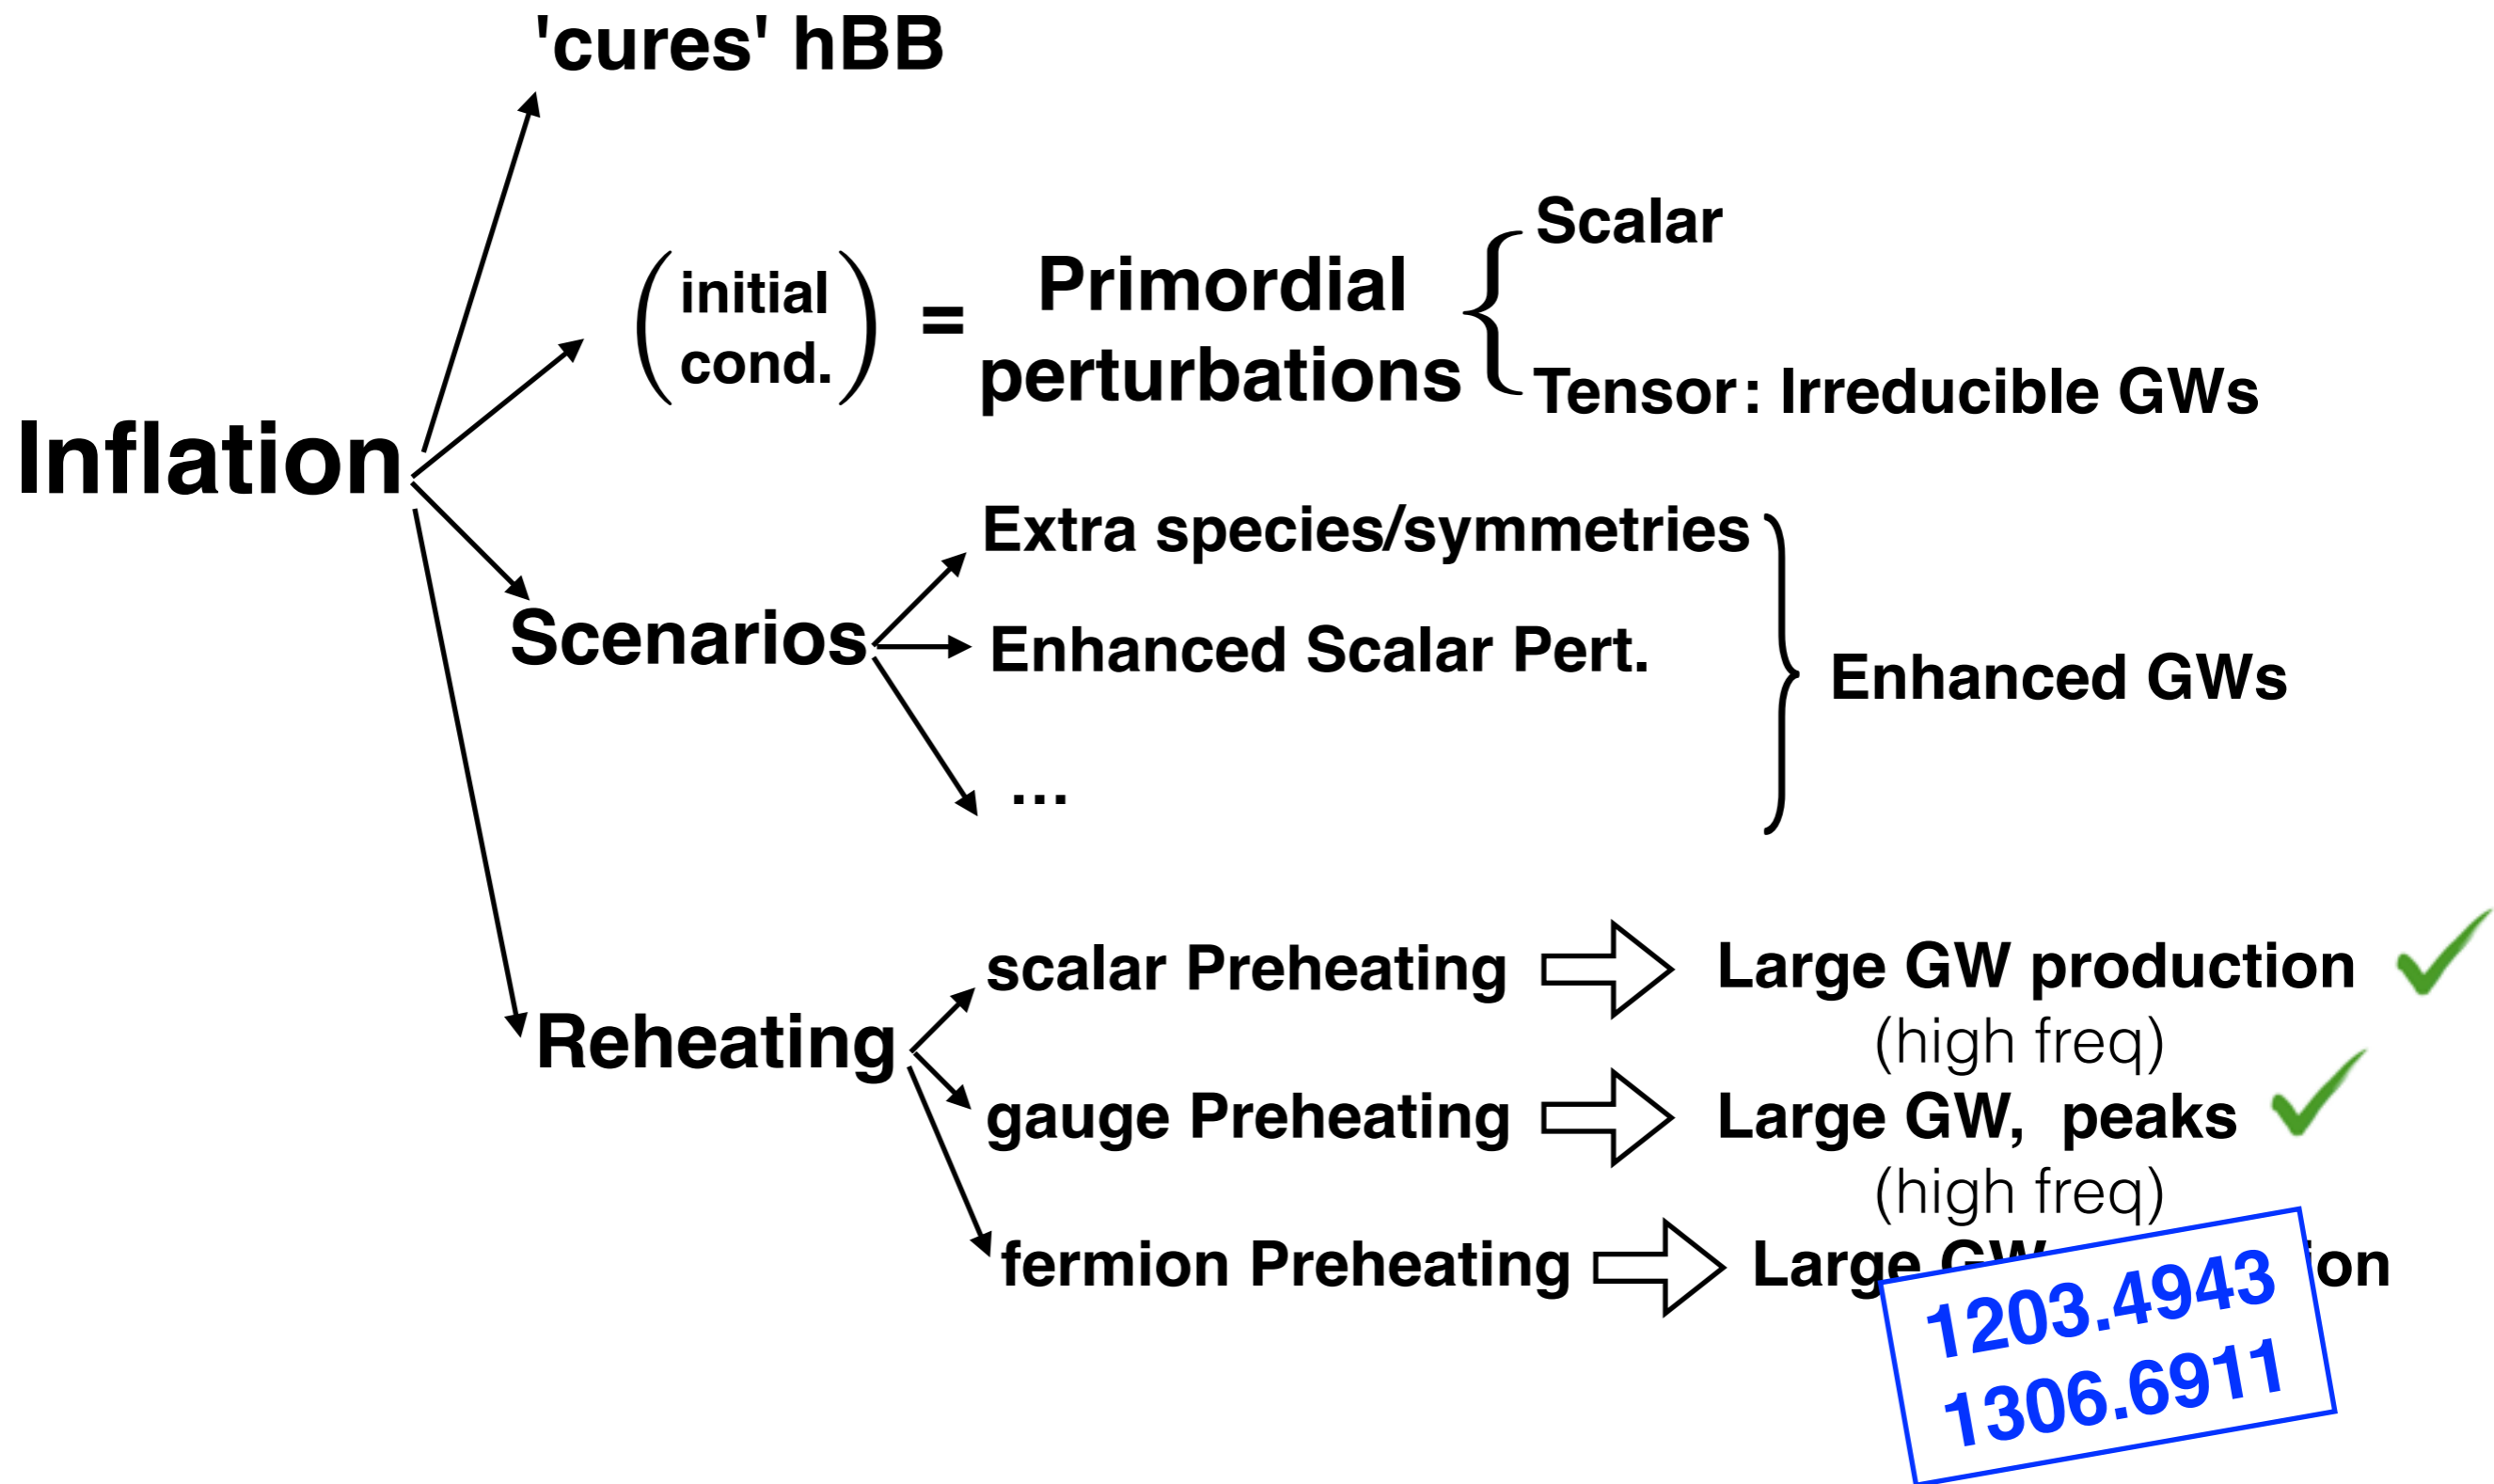 'cures' hBB
initial
cond.
=
Primordial
perturbations
Scalar
Tensor: Irreducible GWs
Inflation
Extra species/symmetries
Scenarios
Enhanced Scalar Pert.
...
Enhanced GWs
scalar Preheating
Large GW production
(high freq)
Reheating
gauge Preheating
Large GW, peaks
(high freq)
fermion Preheating
Large GW
1203.4943
1306.6911